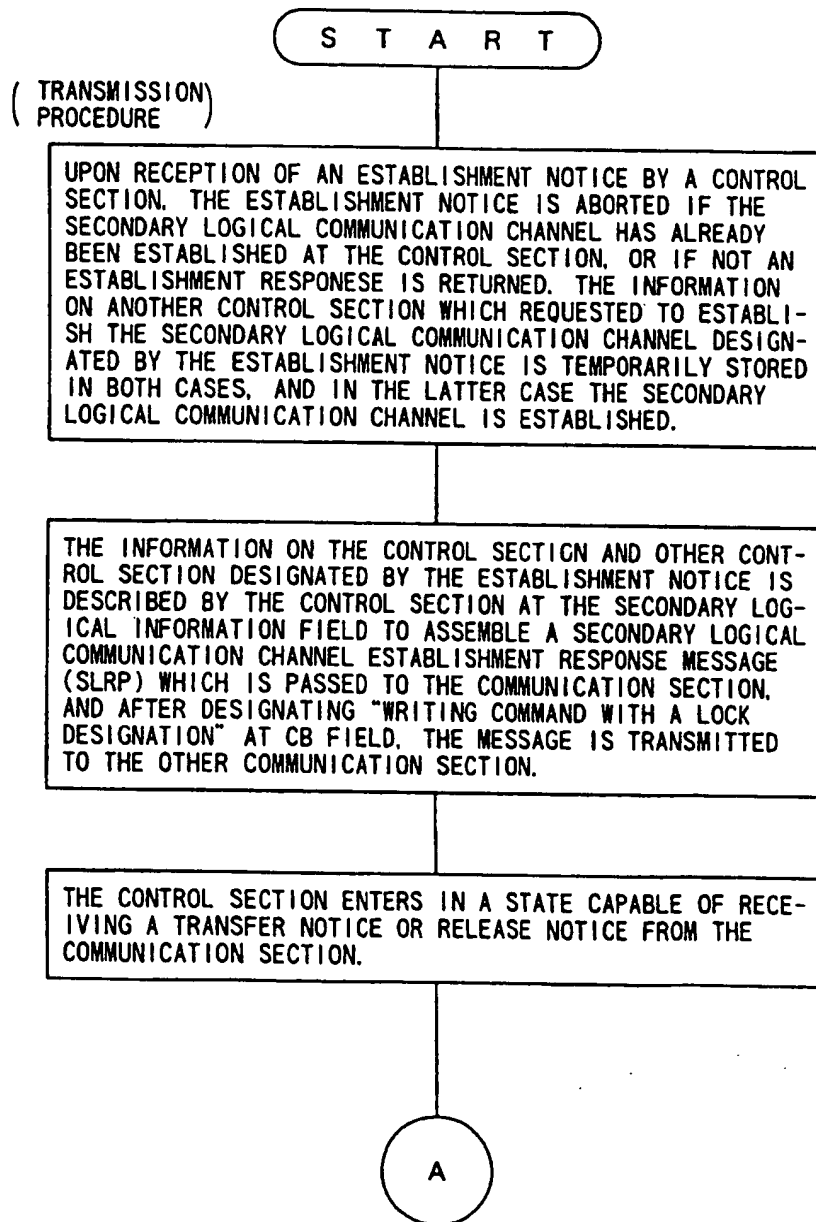 S T A R T
( TRANSMISSION
PROCEDURE )
UPON RECEPTION OF AN ESTABLISHMENT NOTICE BY A CONTROL
SECTION. THE ESTABLISHMENT NOTICE IS ABORTED IF THE
SECONDARY LOGICAL COMMUNICATION CHANNEL HAS ALREADY
BEEN ESTABLISHED AT THE CONTROL SECTION, OR IF NOT AN
ESTABLISHMENT RESPONESE IS RETURNED. THE INFORMATION
ON ANOTHER CONTROL SECTION WHICH REQUESTED TO ESTABLI-
SH THE SECONDARY LOGICAL COMMUNICATION CHANNEL DESIGN-
ATED BY THE ESTABLISHMENT NOTICE IS TEMPORARILY STORED
IN BOTH CASES, AND IN THE LATTER CASE THE SECONDARY
LOGICAL COMMUNICATION CHANNEL IS ESTABLISHED.
THE INFORMATION ON THE CONTROL SECTION AND OTHER CONT-
ROL SECTION DESIGNATED BY THE ESTABLISHMENT NOTICE IS
DESCRIBED BY THE CONTROL SECTION AT THE SECONDARY LOG-
ICAL INFORMATION FIELD TO ASSEMBLE A SECONDARY LOGICAL
COMMUNICATION CHANNEL ESTABLISHMENT RESPONSE MESSAGE
(SLRP) WHICH IS PASSED TO THE COMMUNICATION SECTION,
AND AFTER DESIGNATING "WRITING COMMAND WITH A LOCK
DESIGNATION" AT CB FIELD, THE MESSAGE IS TRANSMITTED
TO THE OTHER COMMUNICATION SECTION.
THE CONTROL SECTION ENTERS IN A STATE CAPABLE OF RECE-
IVING A TRANSFER NOTICE OR RELEASE NOTICE FROM THE
COMMUNICATION SECTION.
A